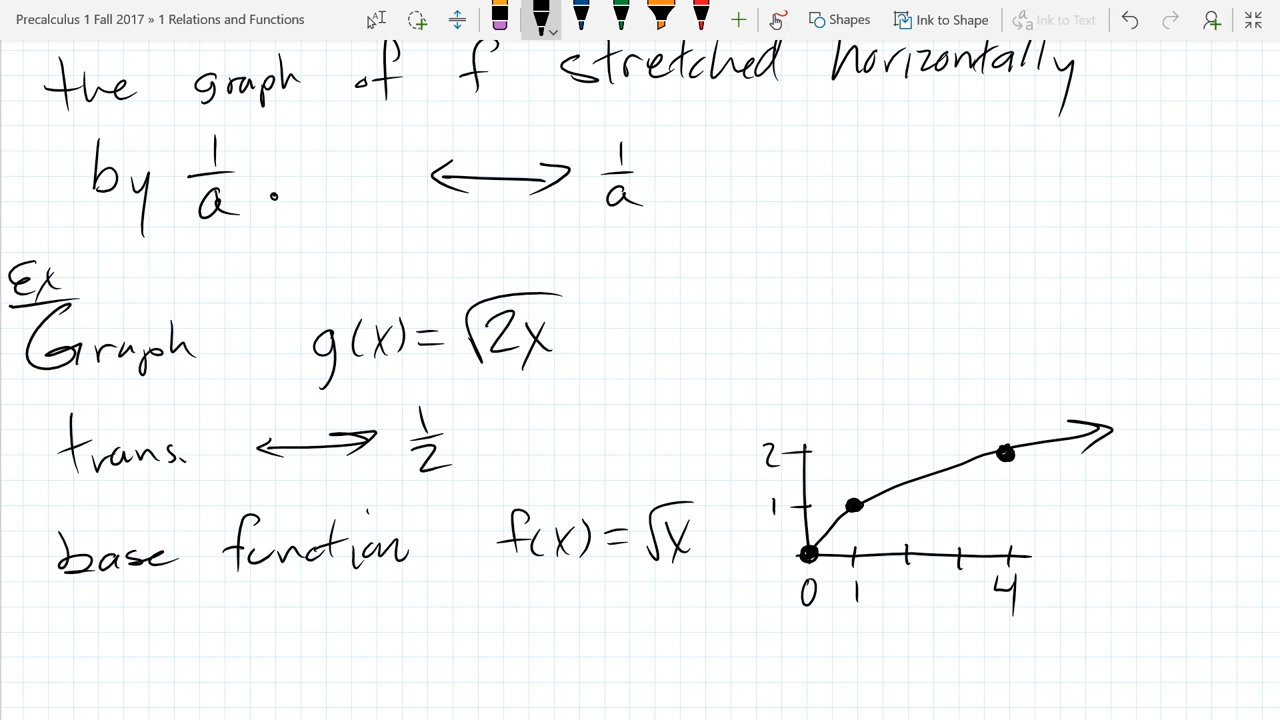 Precalculus 1 Fall 2017 » 1 Relations and Functions
Shapes
Ink to Shape
Ink to Text
the graph of f stretched horizontally
by 1/a. ⟷ 1/a
Ex
Graph g(x) = √2x
trans. ⟷ 1/2
base function f(x) = √x
2
1
0 1 4